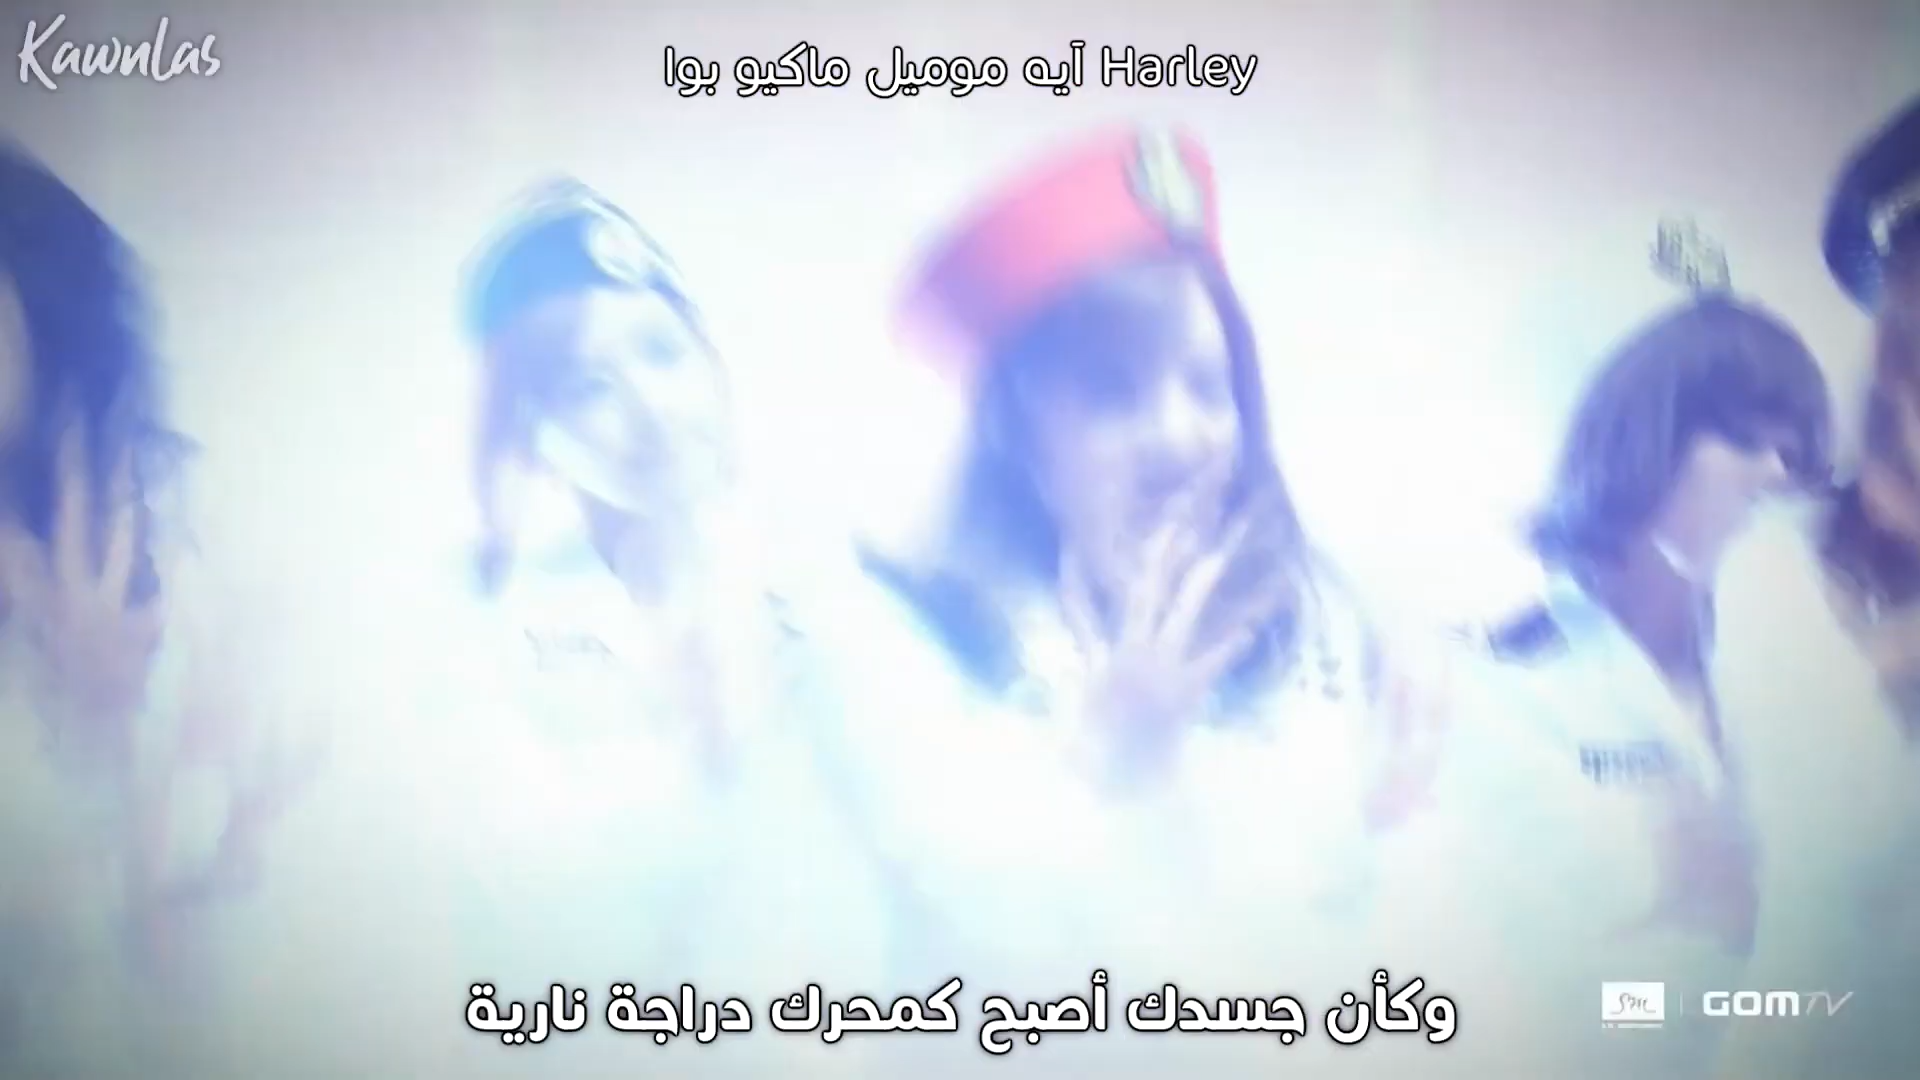 Kawnlas
Harley آيه موميل ماكيو بوا
وكأن جسدك أصبح كمحرك دراجة نارية
GOMTV